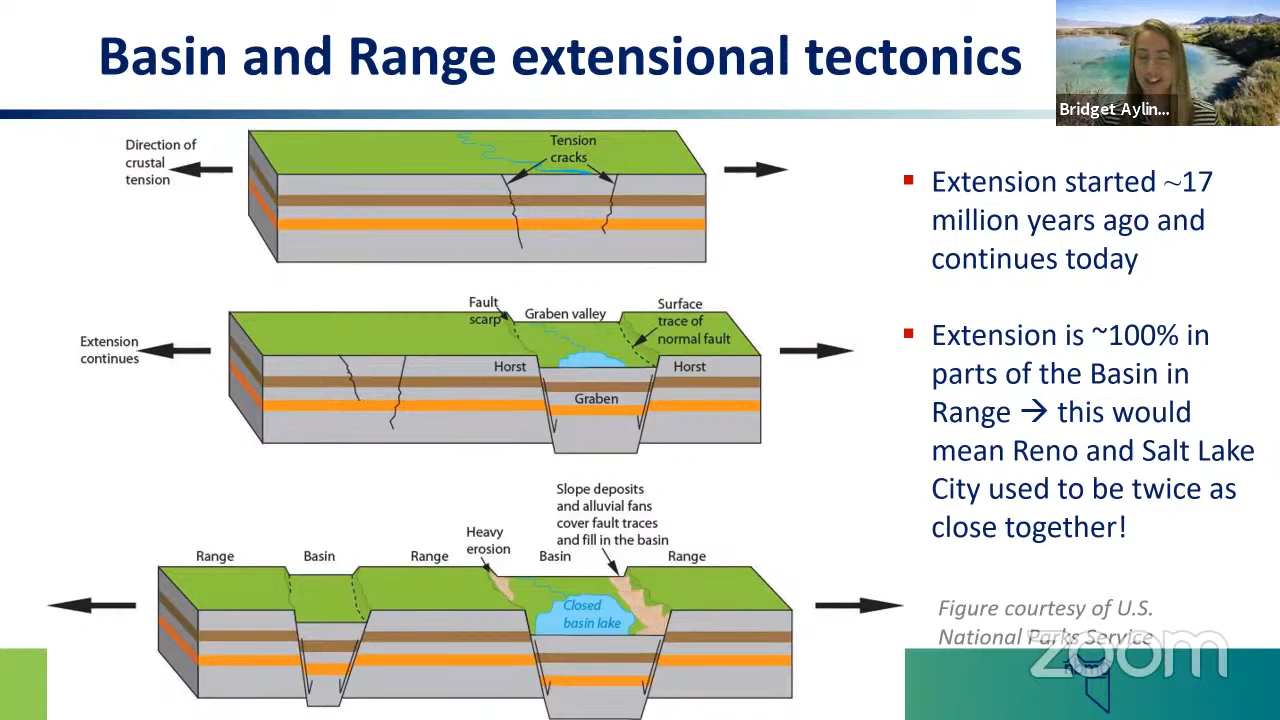 Basin and Range extensional tectonics
Bridget Aylin...
Direction of
crustal
tension
Tension
cracks
Extension
continues
Fault
scarp
Graben valley
Surface
trace of
normal fault
Horst
Horst
Graben
Slope deposits
and alluvial fans
cover fault traces
and fill in the basin
Heavy
erosion
Range
Basin
Range
Basin
Range
Closed
basin lake
Extension started ~17
million years ago and
continues today
Extension is ~100% in
parts of the Basin in
Range → this would
mean Reno and Salt Lake
City used to be twice as
close together!
Figure courtesy of U.S.
National Parks Service
zoom